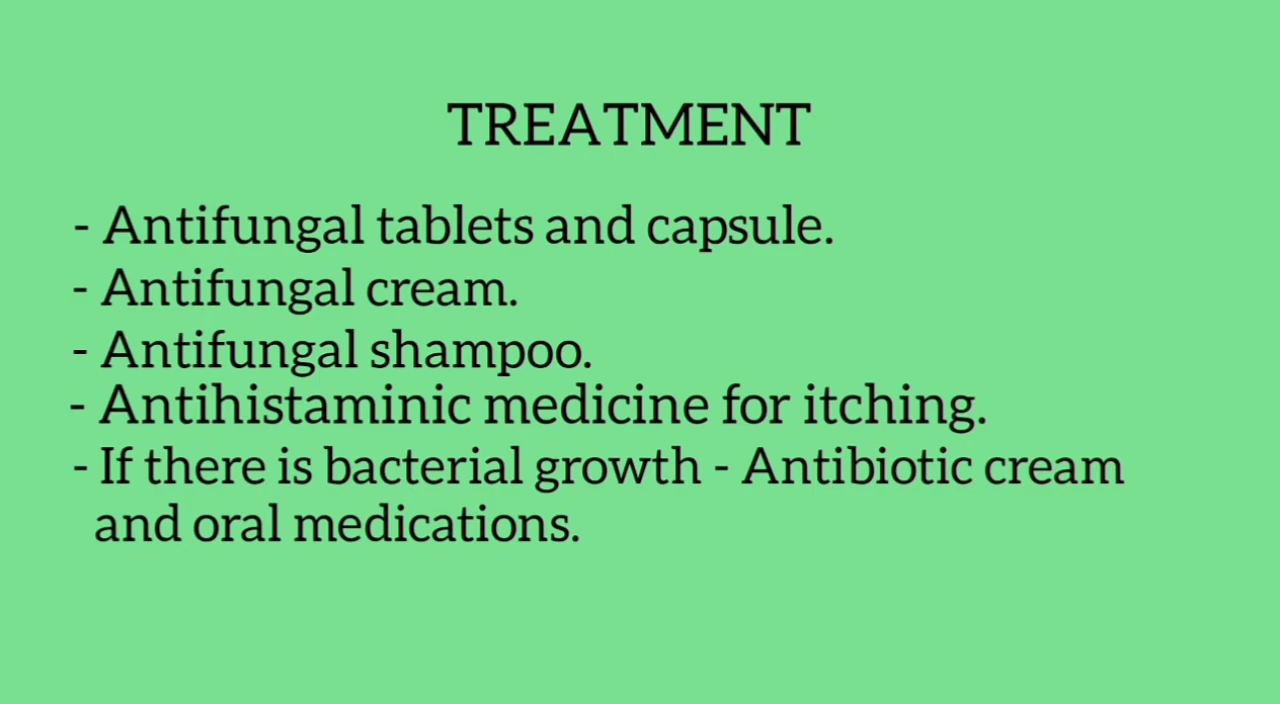 TREATMENT
- Antifungal tablets and capsule.
- Antifungal cream.
- Antifungal shampoo.
- Antihistaminic medicine for itching.
- If there is bacterial growth - Antibiotic cream
and oral medications.